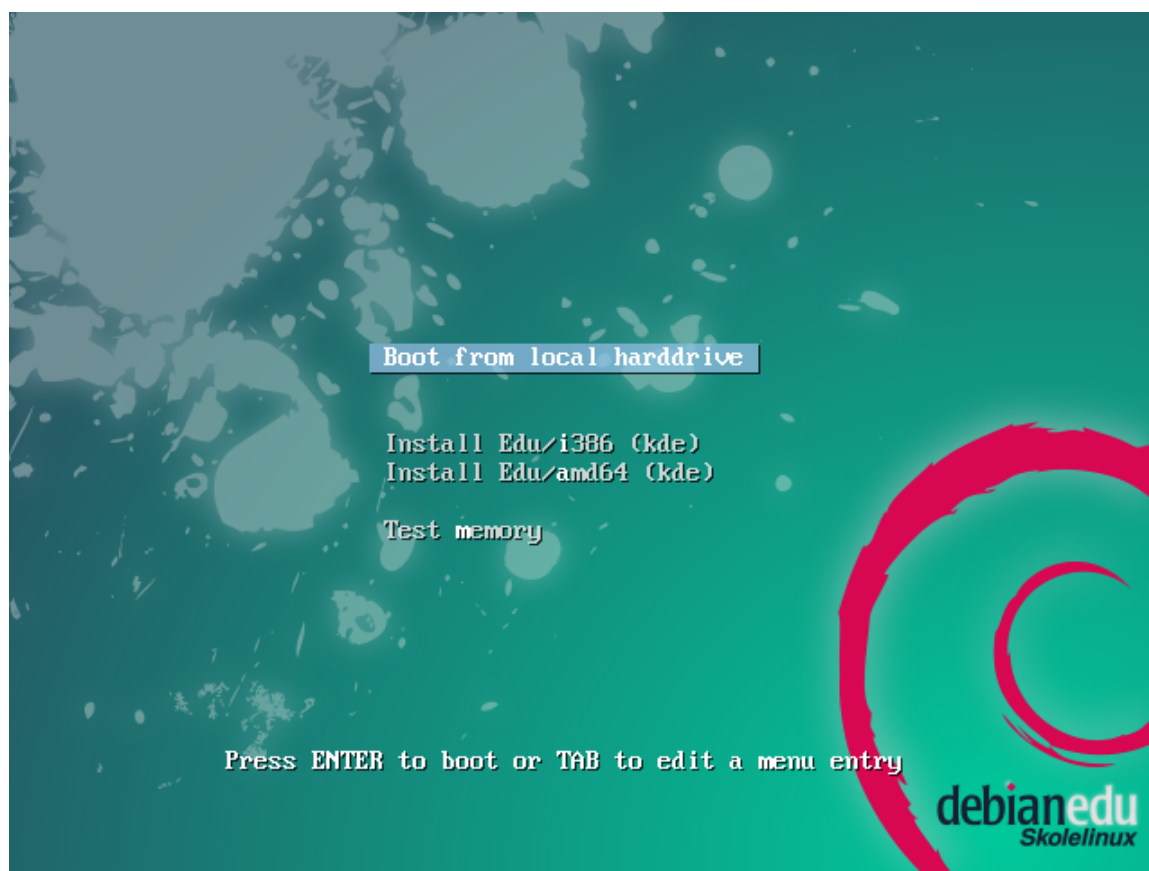 Boot from local harddrive
Install Edu/i386 (kde)
Install Edu/amd64 (kde)
Test memory
Press ENTER to boot or TAB to edit a menu entry
debianedu
Skolelinux